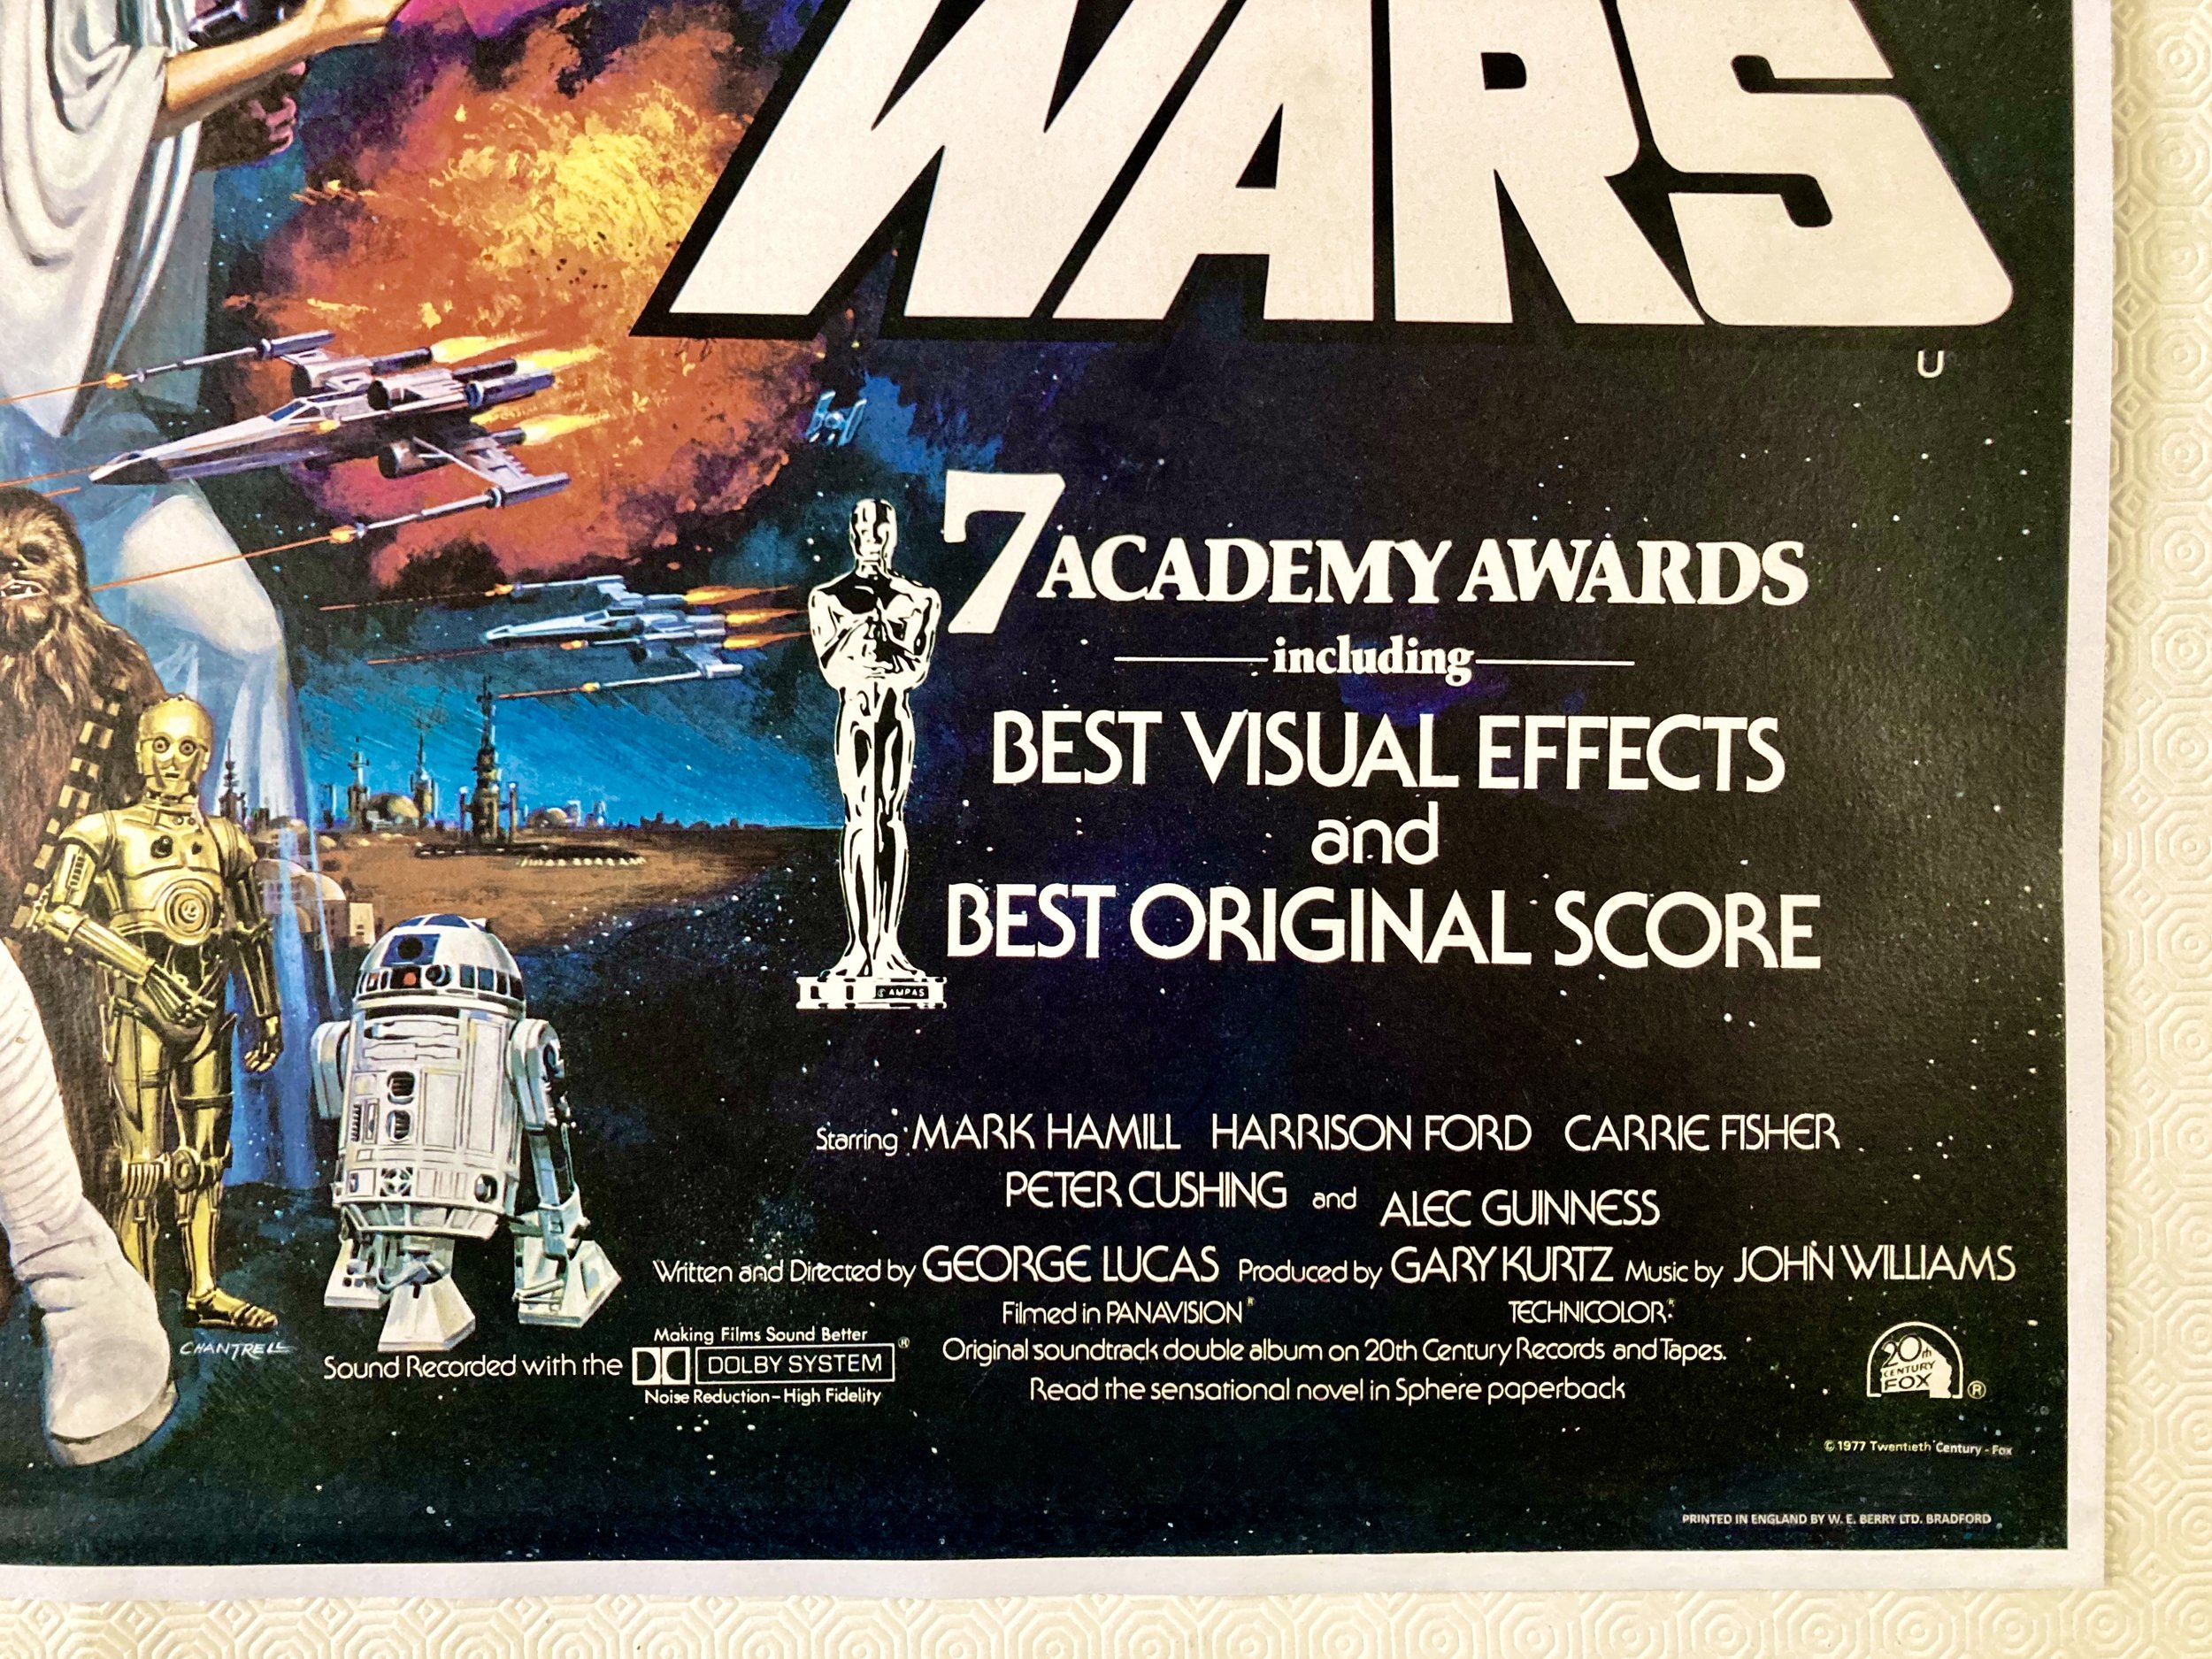 WARS
U
7 ACADEMY AWARDS
including
BEST VISUAL EFFECTS
and
BEST ORIGINAL SCORE
© AMPAS
Starring MARK HAMILL HARRISON FORD CARRIE FISHER
PETER CUSHING and ALEC GUINNESS
Written and Directed by GEORGE LUCAS Produced by GARY KURTZ Music by JOHN WILLIAMS
Filmed in PANAVISION® TECHNICOLOR®
CHANTRELL
Making Films Sound Better
Sound Recorded with the DOLBY SYSTEM ®
Noise Reduction - High Fidelity
Original soundtrack double album on 20th Century Records and Tapes.
Read the sensational novel in Sphere paperback
20th
CENTURY
FOX ®
© 1977 Twentieth Century - Fox
PRINTED IN ENGLAND BY W. E. BERRY LTD. BRADFORD